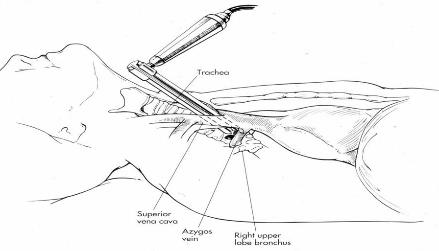 Trachea
Superior
vena cava
Azygos
vein
Right upper
lobe bronchus